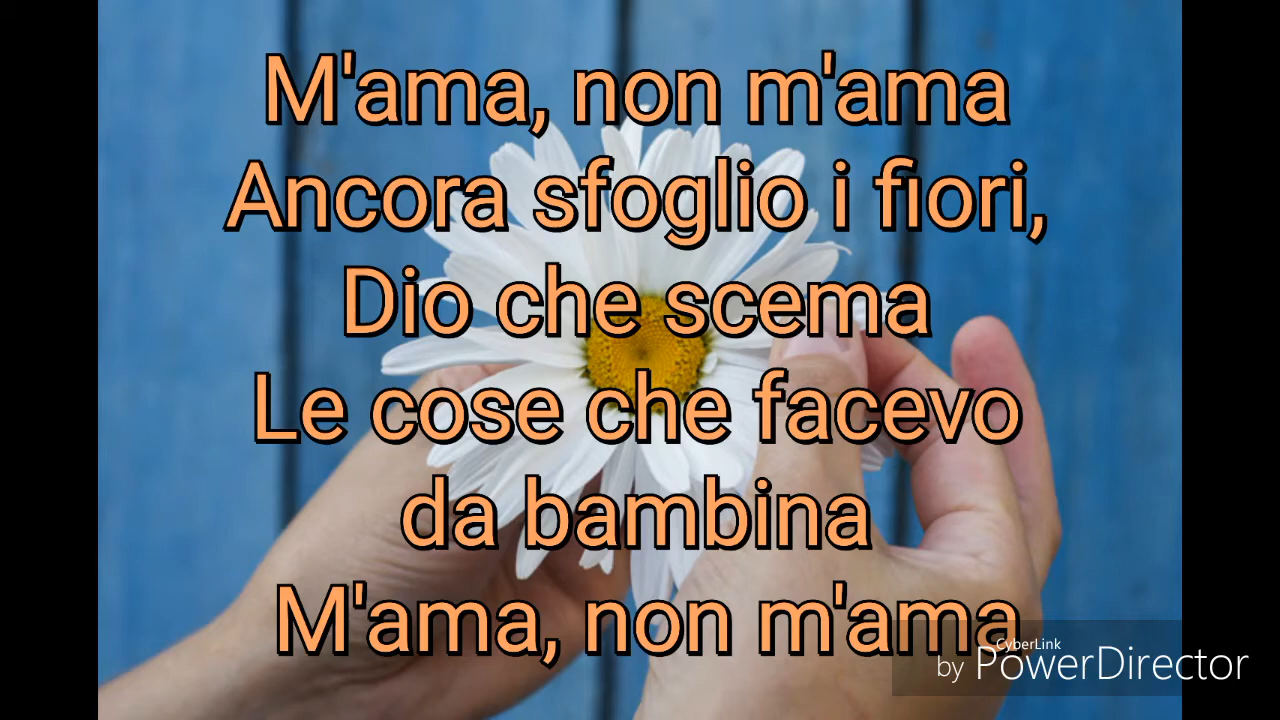 M'ama, non m'ama
Ancora sfoglio i fiori,
Dio che scema
Le cose che facevo
da bambina
M'ama, non m'ama
CyberLink
by PowerDirector